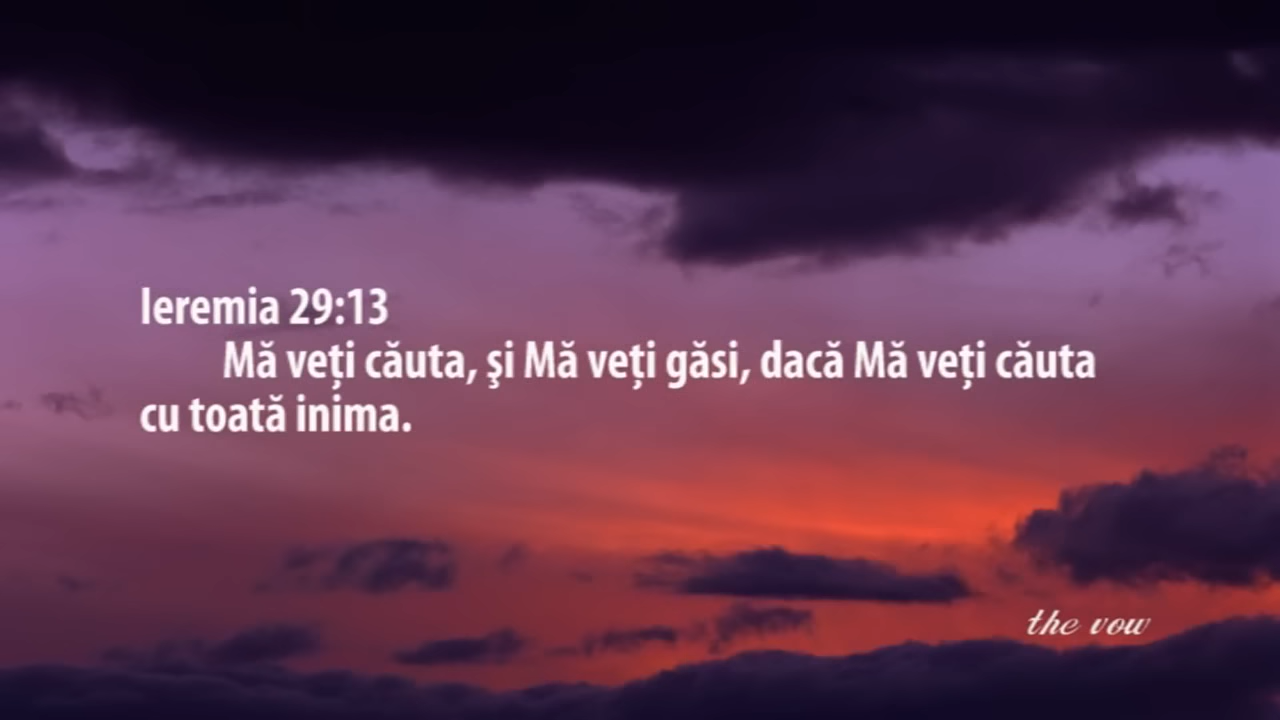 Ieremia 29:13
Mă veți căuta, şi Mă veți găsi, dacă Mă veți căuta
cu toată inima.
the vow